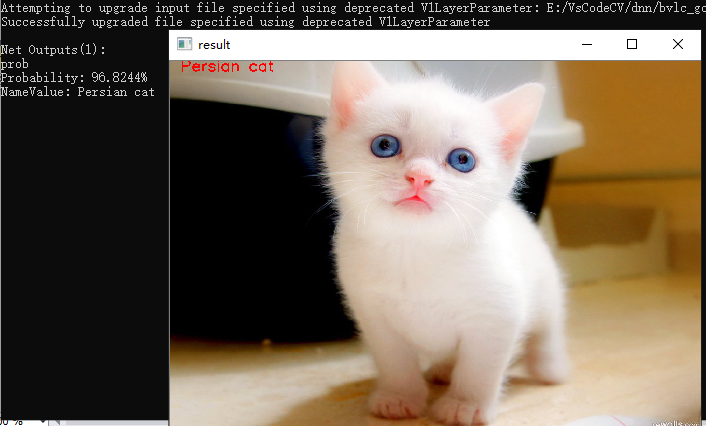 Attempting to upgrade input file specified using deprecated V1LayerParameter: E:/VsCodeCV/dnn/bvlc_go
Successfully upgraded file specified using deprecated V1LayerParameter
Net Outputs(1):
prob
Probability: 96.8244%
NameValue: Persian cat
result
Persian cat